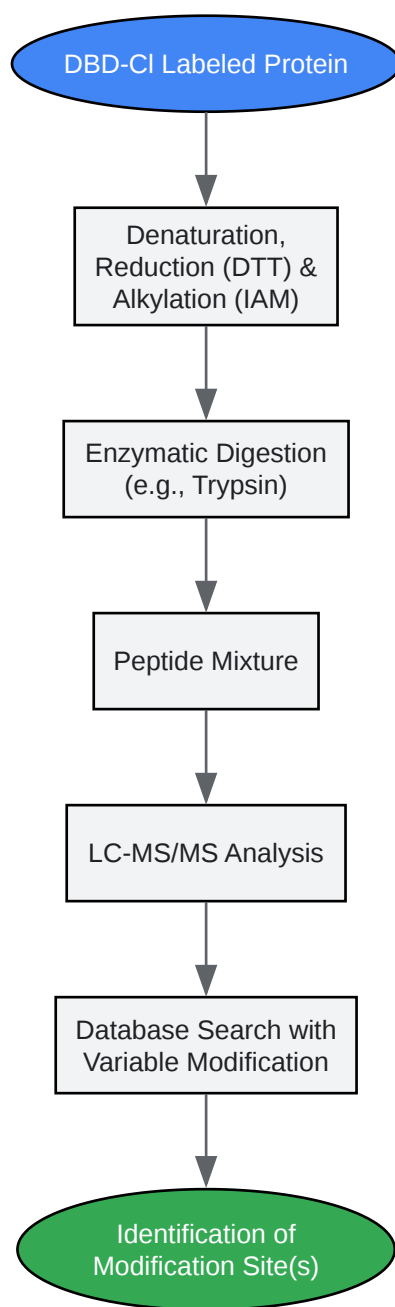 DBD-Cl Labeled Protein
Denaturation,
Reduction (DTT) &
Alkylation (IAM)
Enzymatic Digestion
(e.g., Trypsin)
Peptide Mixture
LC-MS/MS Analysis
Database Search with
Variable Modification
Identification of
Modification Site(s)